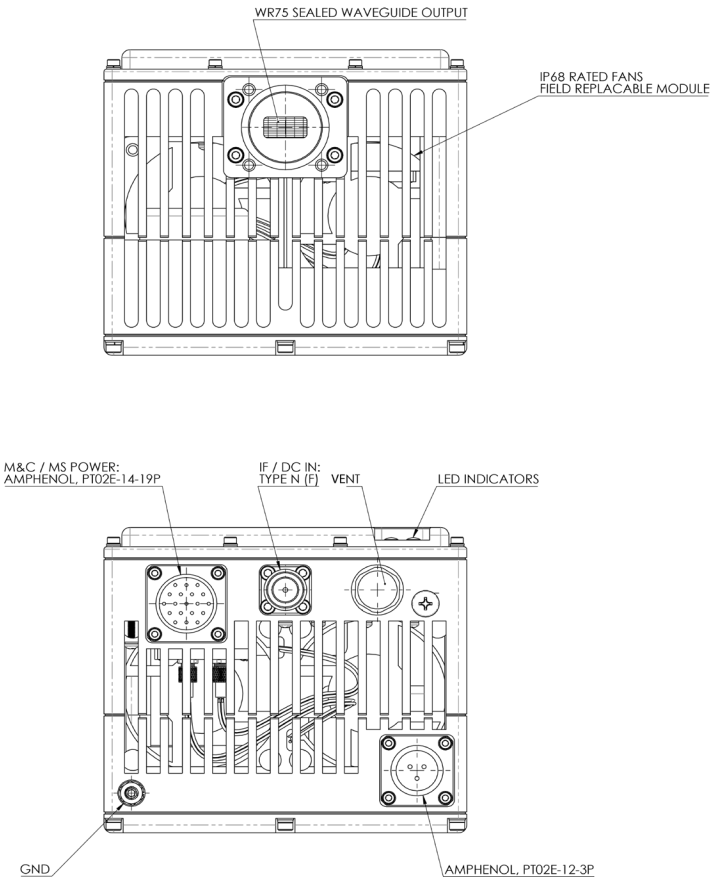 WR75 SEALED WAVEGUIDE OUTPUT
IP68 RATED FANS
FIELD REPLACABLE MODULE
M&C / MS POWER:
AMPHENOL, PT02E-14-19P
IF / DC IN:
TYPE N (F)
VENT
LED INDICATORS
GND
AMPHENOL, PT02E-12-3P